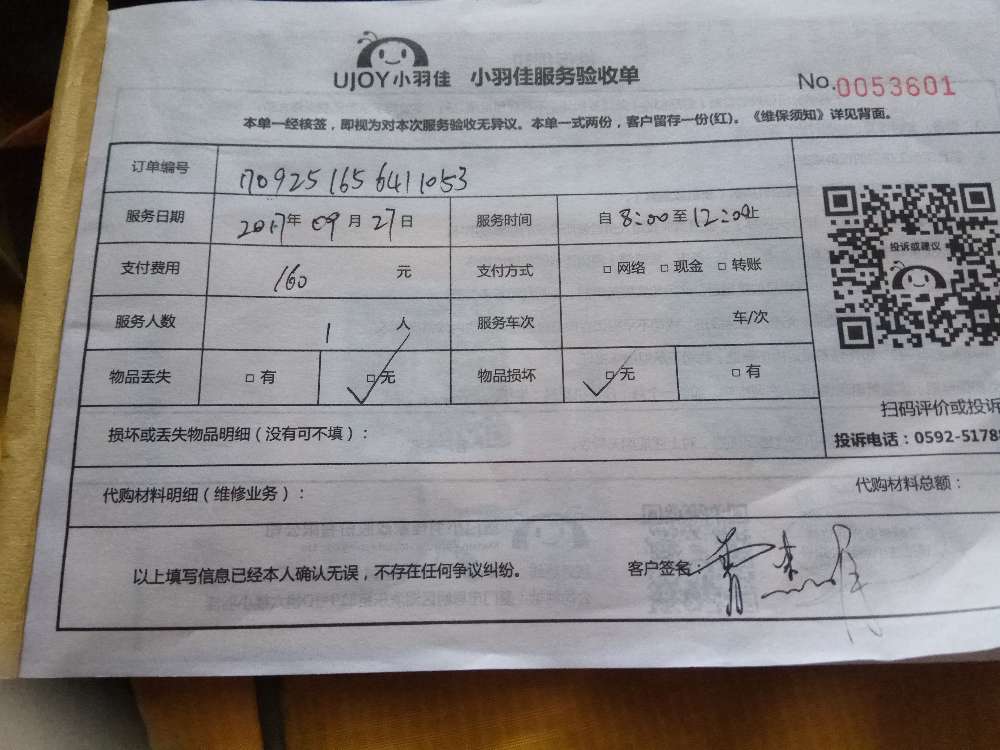 UJOY小羽佳 小羽佳服务验收单
No.0053601
本单一经核签，即视为对本次服务验收无异议。本单一式两份，客户留存一份(红)。《维保须知》详见背面。
订单编号 1709251656411053
服务日期 2017年09月27日 服务时间 自8:00至12:00止
支付费用 160 元 支付方式 □网络 □现金 □转账
服务人数 1 人 服务车次 车/次
物品丢失 □有 □无 物品损坏 □无 □有
投诉或建议
扫码评价或投诉
投诉电话：0592-5178
损坏或丢失物品明细（没有可不填）：
代购材料明细（维修业务）： 代购材料总额：
以上填写信息已经本人确认无误，不存在任何争议纠纷。 客户签名：